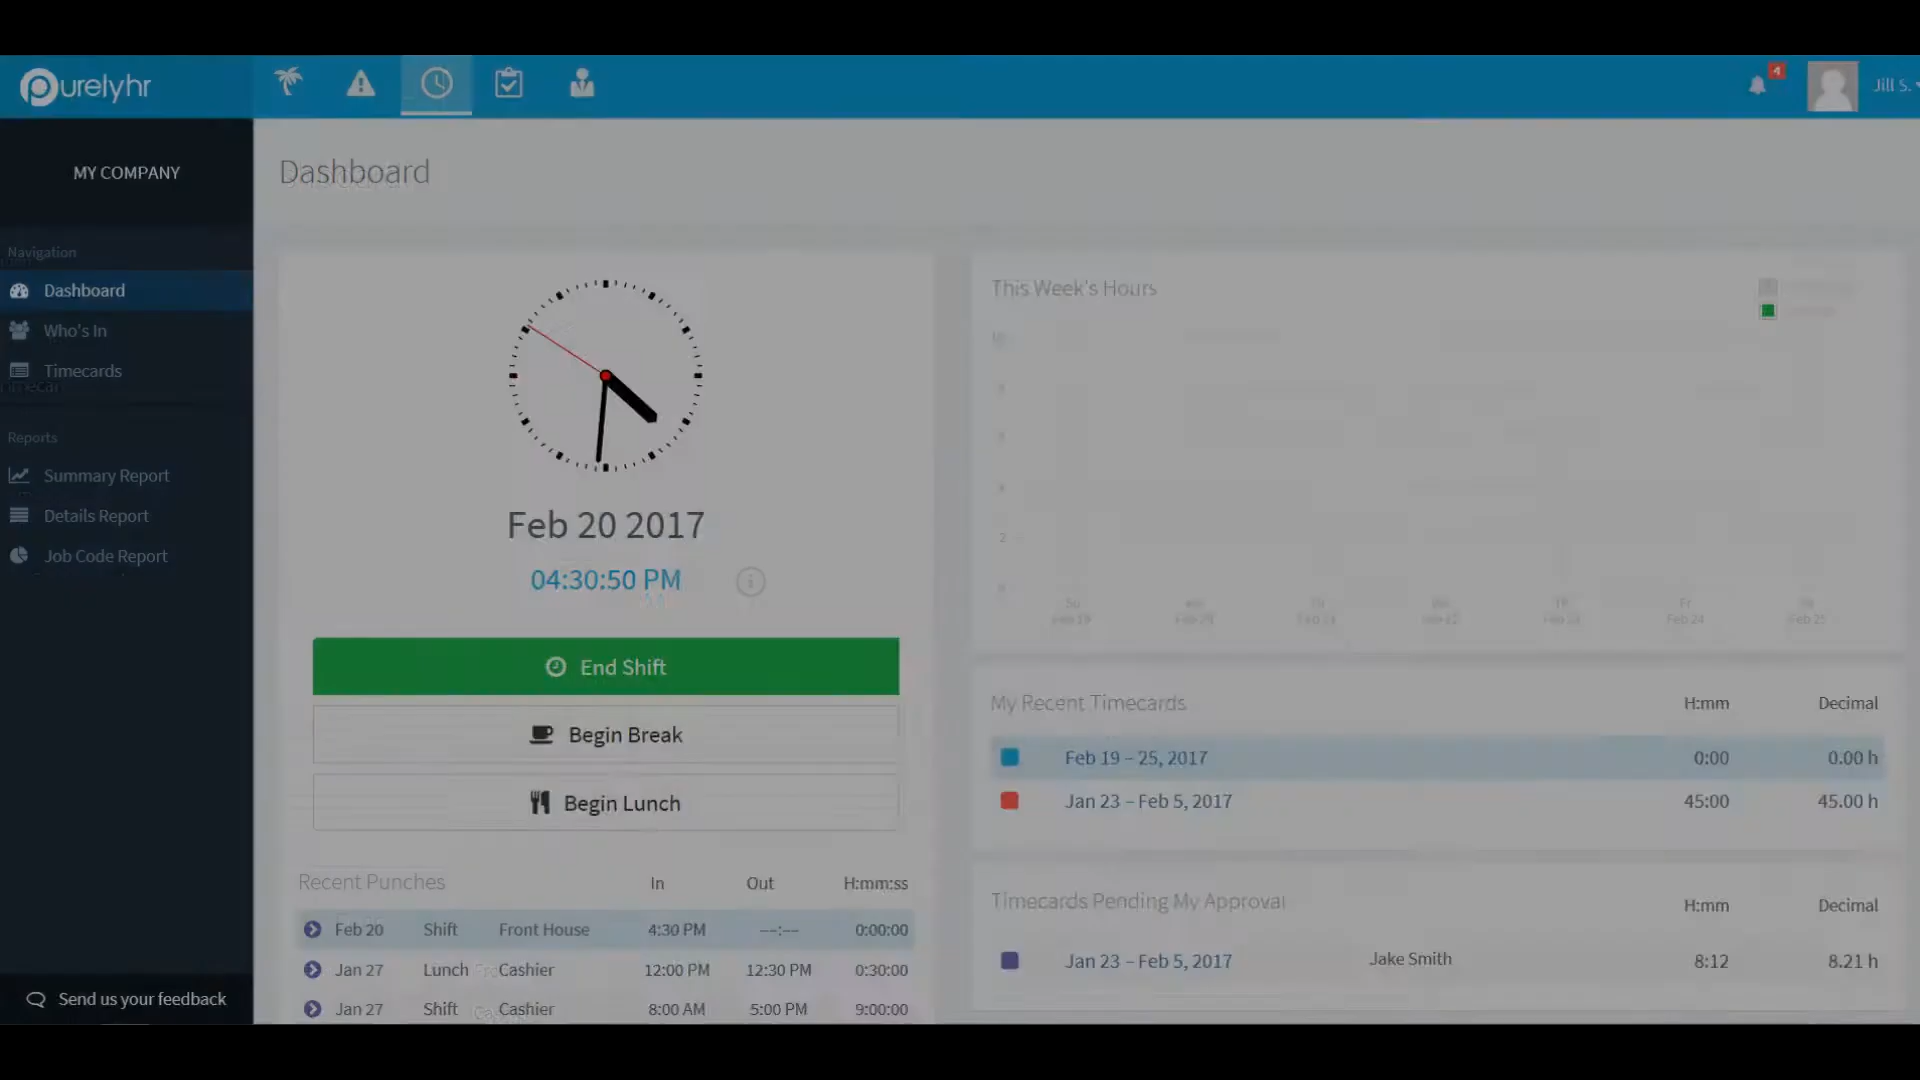 purelyhr
4
Jill S.
MY COMPANY
Dashboard
Navigation
Dashboard
Who's In
Timecards
Reports
Summary Report
Details Report
Job Code Report
Send us your feedback
Feb 20 2017
04:30:50 PM
End Shift
Begin Break
Begin Lunch
Recent Punches In Out H:mm:ss
Feb 20 Shift Front House 4:30 PM --:-- 0:00:00
Jan 27 Lunch Cashier 12:00 PM 12:30 PM 0:30:00
Jan 27 Shift Cashier 8:00 AM 5:00 PM 9:00:00
This Week's Hours
2
Feb 24
Feb 25
My Recent Timecards H:mm Decimal
Feb 19 – 25, 2017 0:00 0.00 h
Jan 23 – Feb 5, 2017 45:00 45.00 h
Timecards Pending My Approval H:mm Decimal
Jan 23 – Feb 5, 2017 Jake Smith 8:12 8.21 h